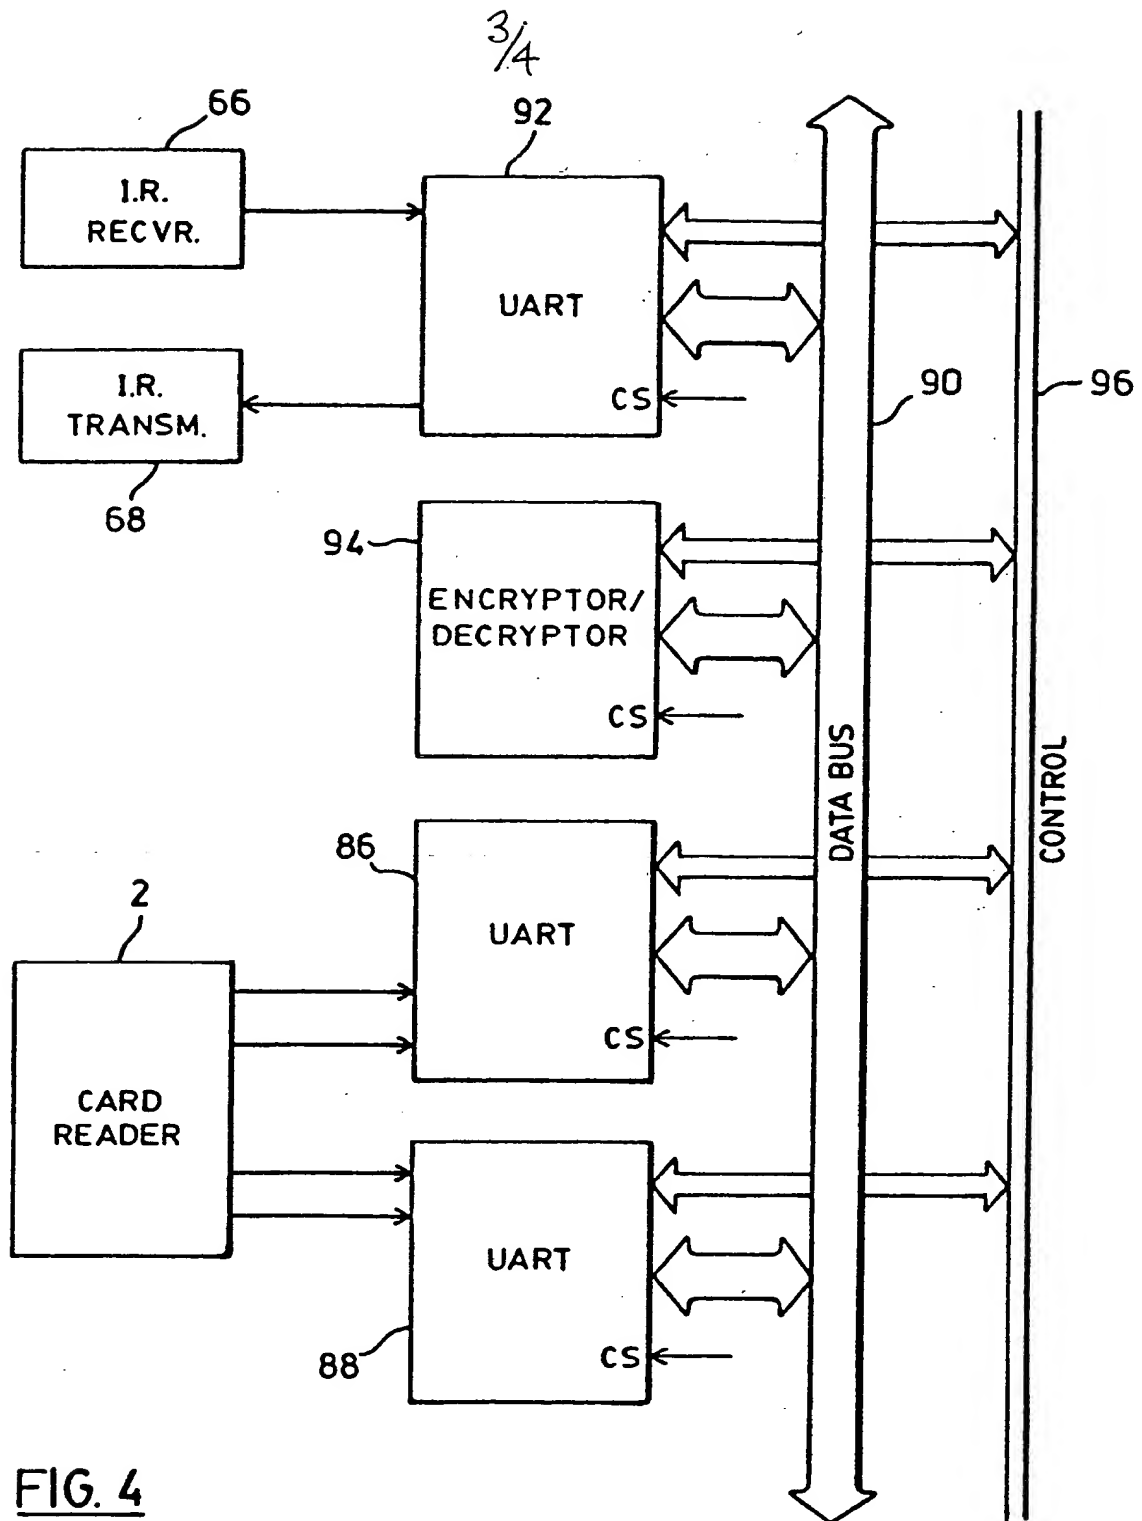 3/4
66
92
I.R.
RECVR.
UART
CS
I.R.
TRANSM.
68
90
96
94
ENCRYPTOR/
DECRYPTOR
CS
DATA BUS
CONTROL
86
UART
CS
2
CARD
READER
UART
CS
88
FIG. 4